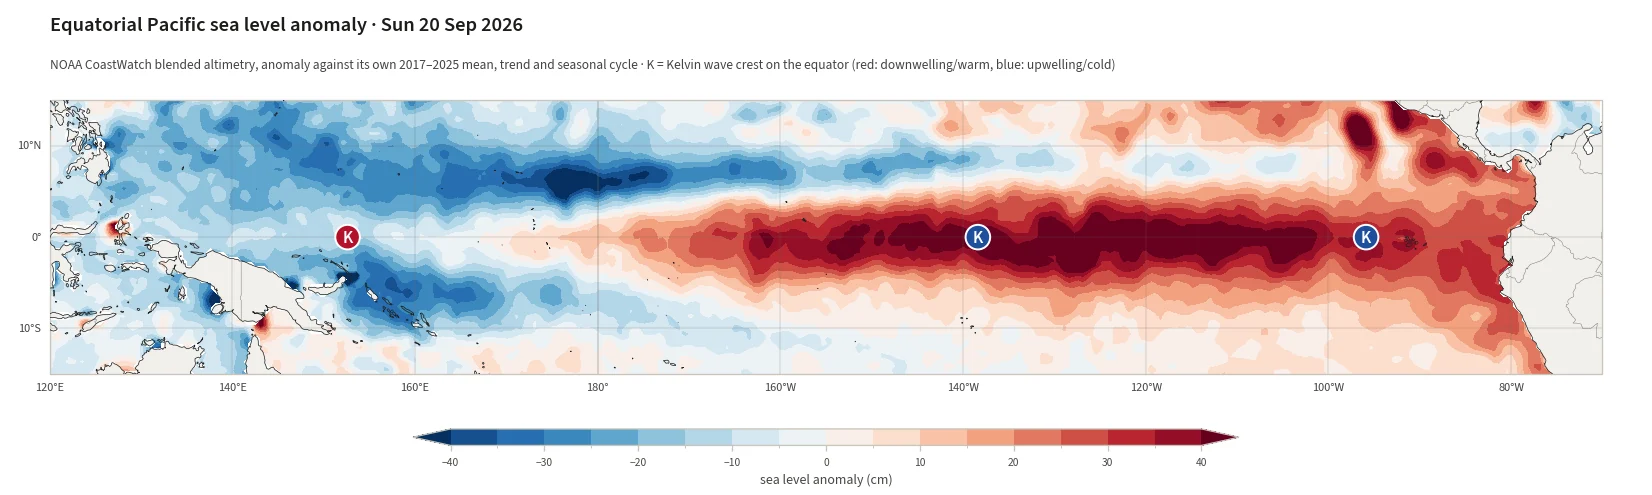 Equatorial Pacific sea level anomaly · Sun 20 Sep 2026
NOAA CoastWatch blended altimetry, anomaly against its own 2017–2025 mean, trend and seasonal cycle · K = Kelvin wave crest on the equator (red: downwelling/warm, blue: upwelling/cold)
10°N
0°
10°S
K K K
120°E 140°E 160°E 180° 160°W 140°W 120°W 100°W 80°W
−40 −30 −20 −10 0 10 20 30 40
sea level anomaly (cm)